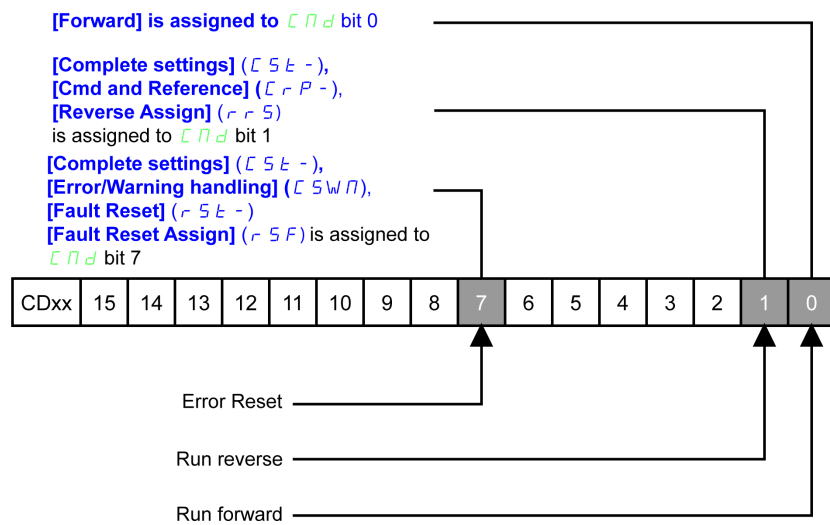 [Forward] is assigned to CMd bit 0
[Complete settings] (CSt-),
[Cmd and Reference] (CrP-),
[Reverse Assign] (rrS)
is assigned to CMd bit 1
[Complete settings] (CSt-),
[Error/Warning handling] (CSWM),
[Fault Reset] (rSt-)
[Fault Reset Assign] (rSF) is assigned to
CMd bit 7
CDxx 15 14 13 12 11 10 9 8 7 6 5 4 3 2 1 0
Error Reset
Run reverse
Run forward